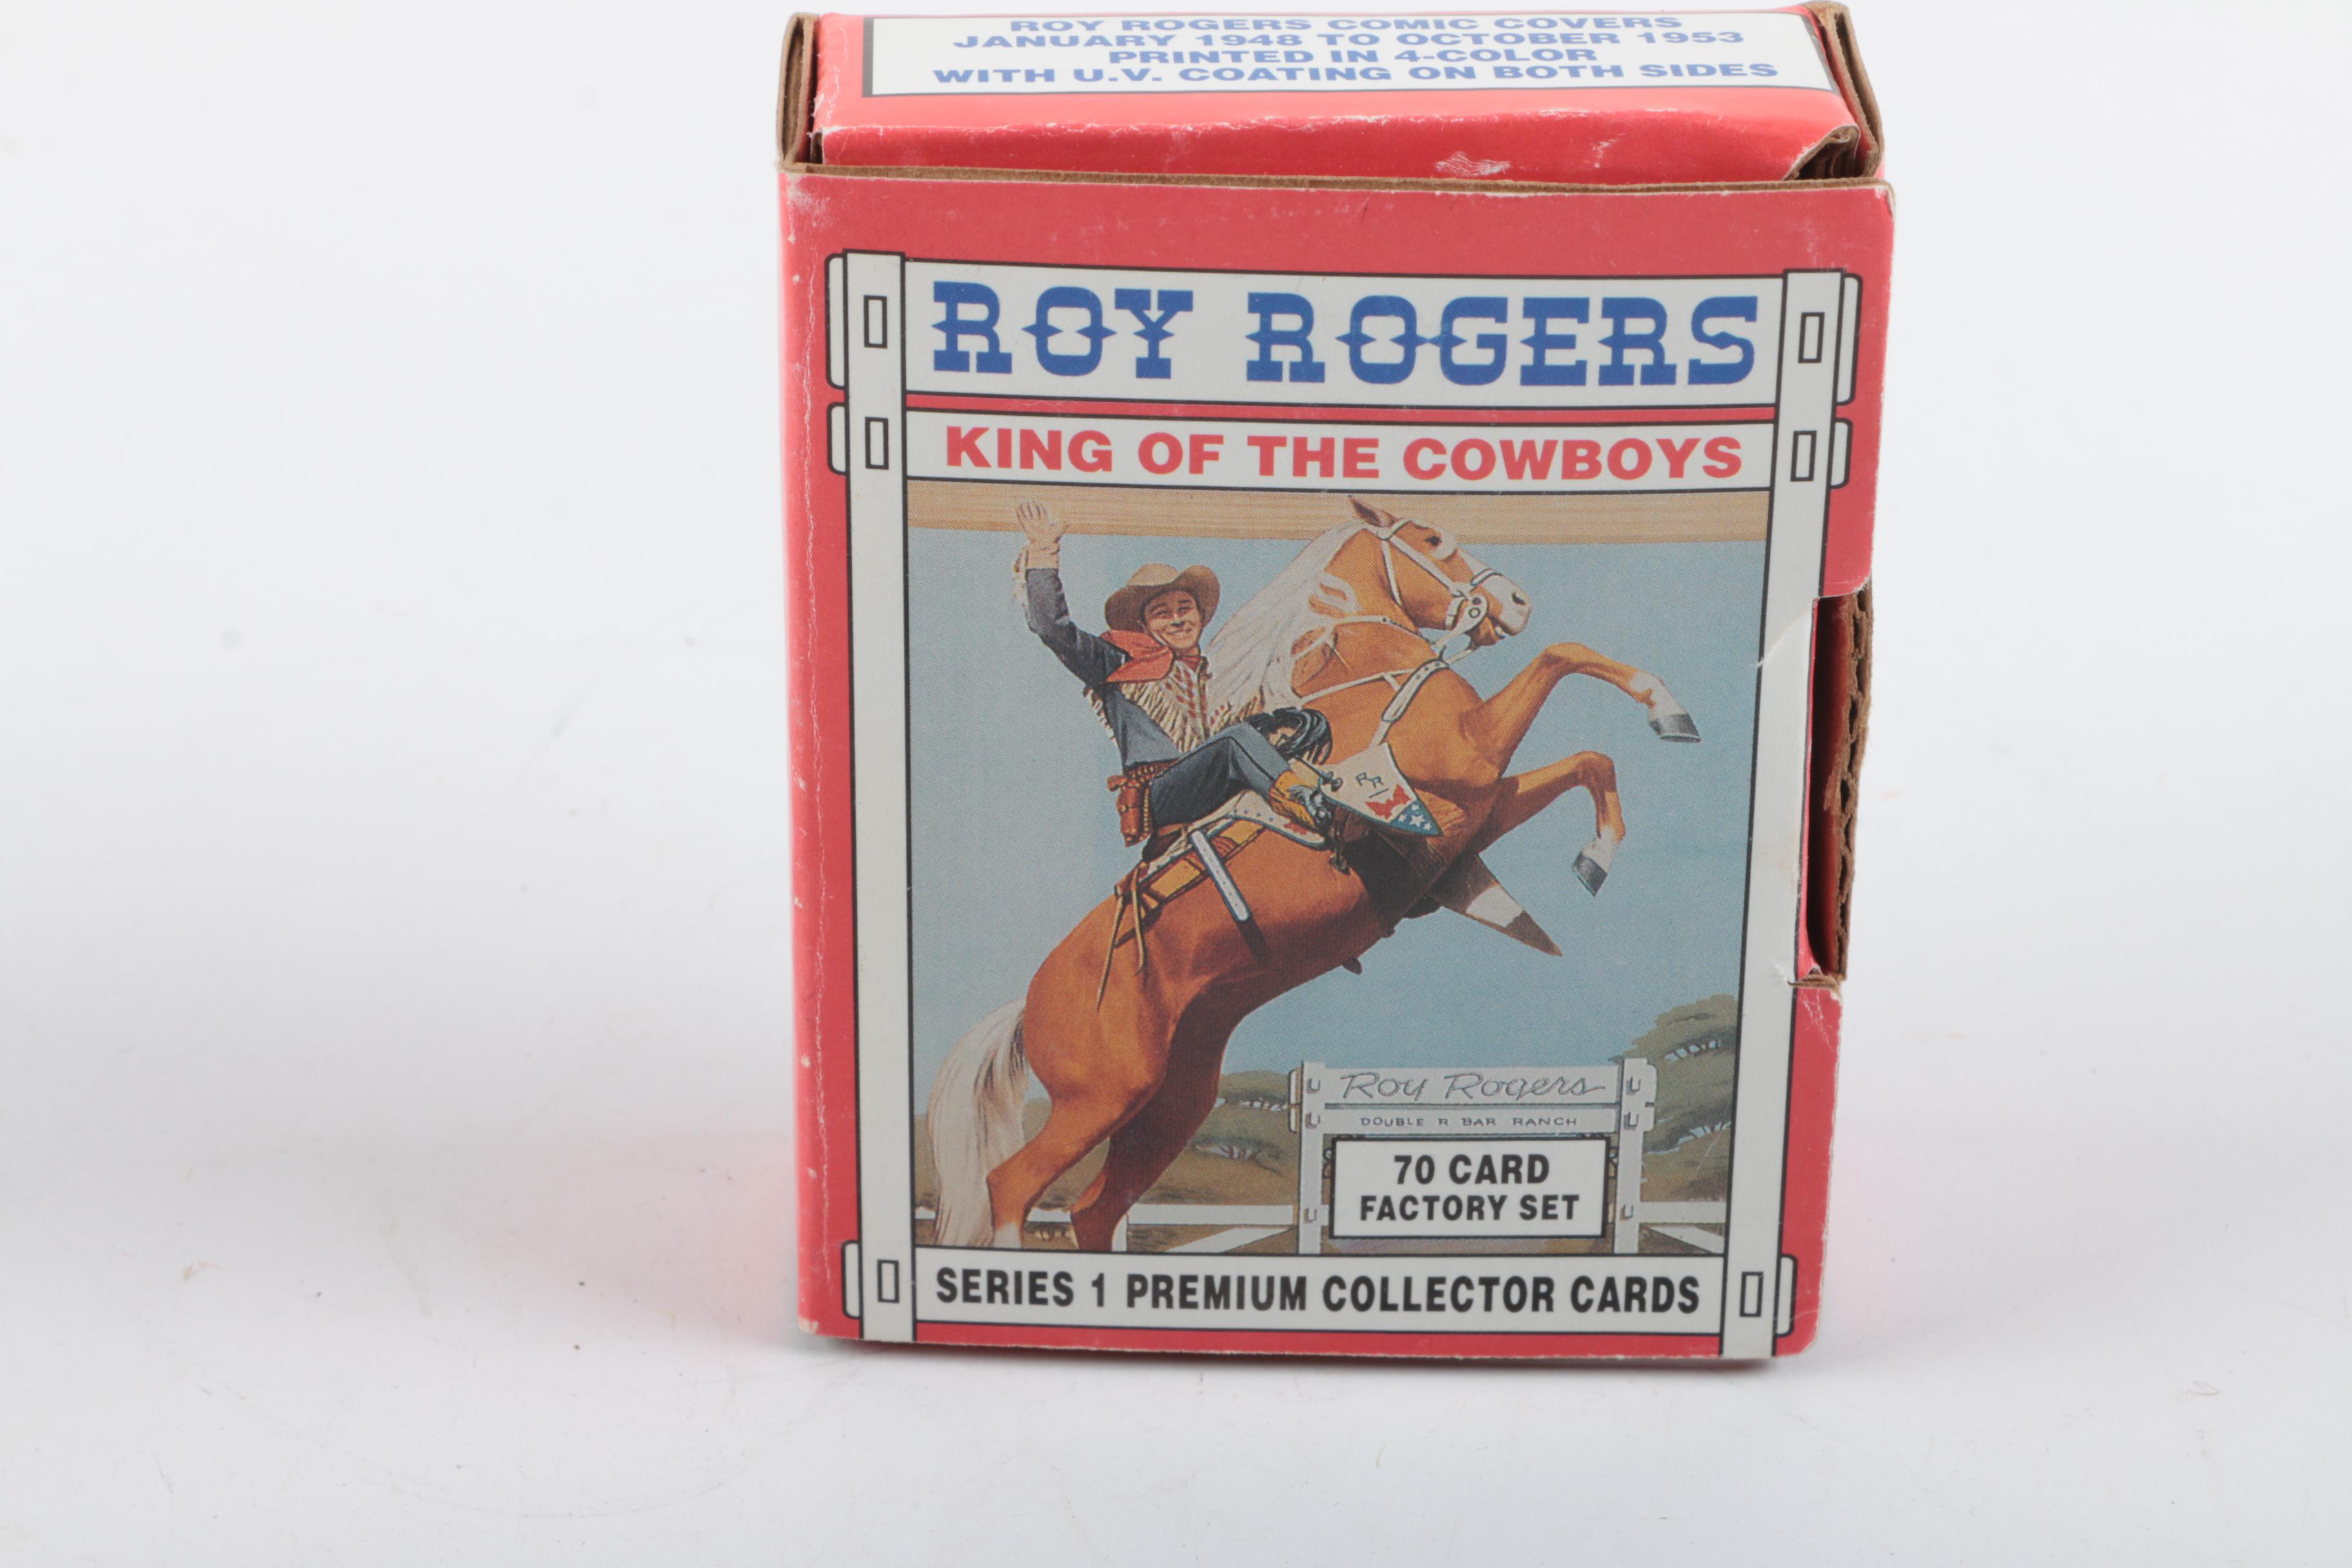 ROY ROGERS COMIC COVERS
JANUARY 1948 TO OCTOBER 1953
PRINTED IN 4-COLOR
WITH U.V. COATING ON BOTH SIDES
ROY ROGERS
KING OF THE COWBOYS
RR
Roy Rogers
DOUBLE R BAR RANCH
70 CARD
FACTORY SET
SERIES 1 PREMIUM COLLECTOR CARDS